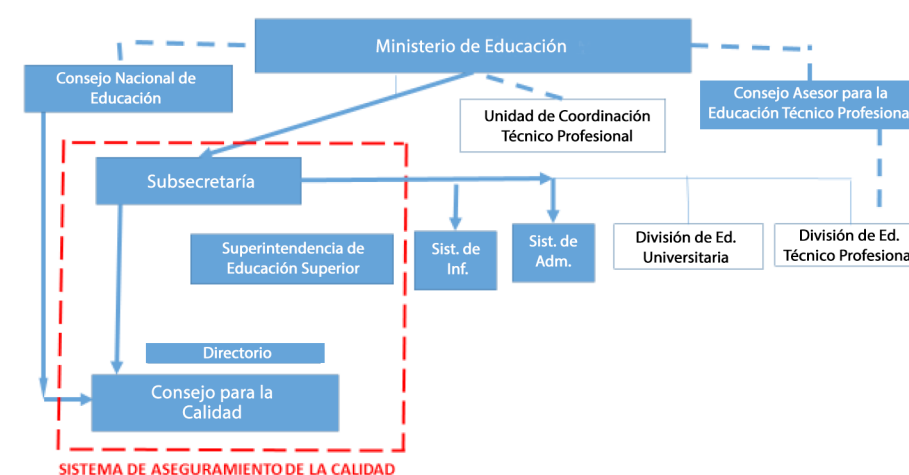 Ministerio de Educación
Consejo Nacional de
Educación
Unidad de Coordinación
Técnico Profesional
Consejo Asesor para la
Educación Técnico Profesional
Subsecretaría
Superintendencia de
Educación Superior
Sist. de
Inf.
Sist. de
Adm.
División de Ed.
Universitaria
División de Ed.
Técnico Profesional
Directorio
Consejo para la
Calidad
SISTEMA DE ASEGURAMIENTO DE LA CALIDAD